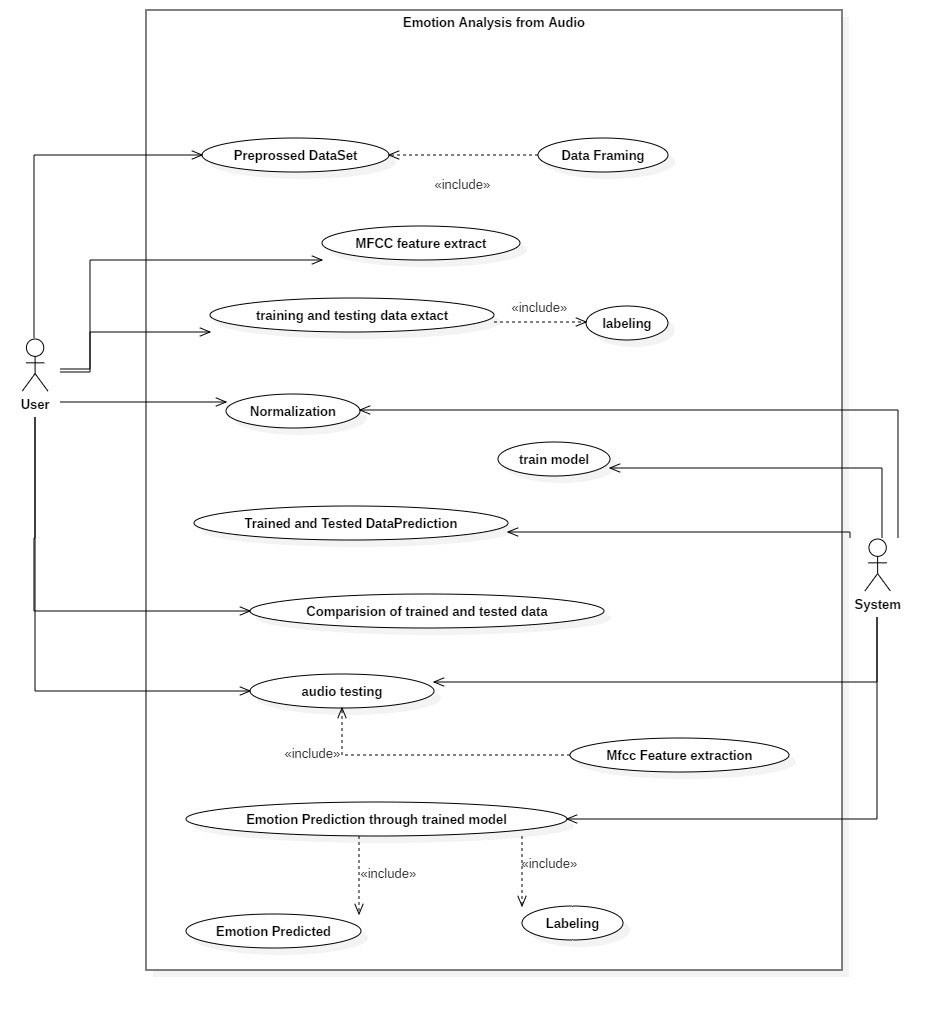 Emotion Analysis from Audio
Preprossed DataSet
Data Framing
«include»
MFCC feature extract
training and testing data extact
«include»
labeling
User
Normalization
train model
Trained and Tested DataPrediction
System
Comparision of trained and tested data
audio testing
«include»
Mfcc Feature extraction
Emotion Prediction through trained model
«include»
«include»
Emotion Predicted
Labeling